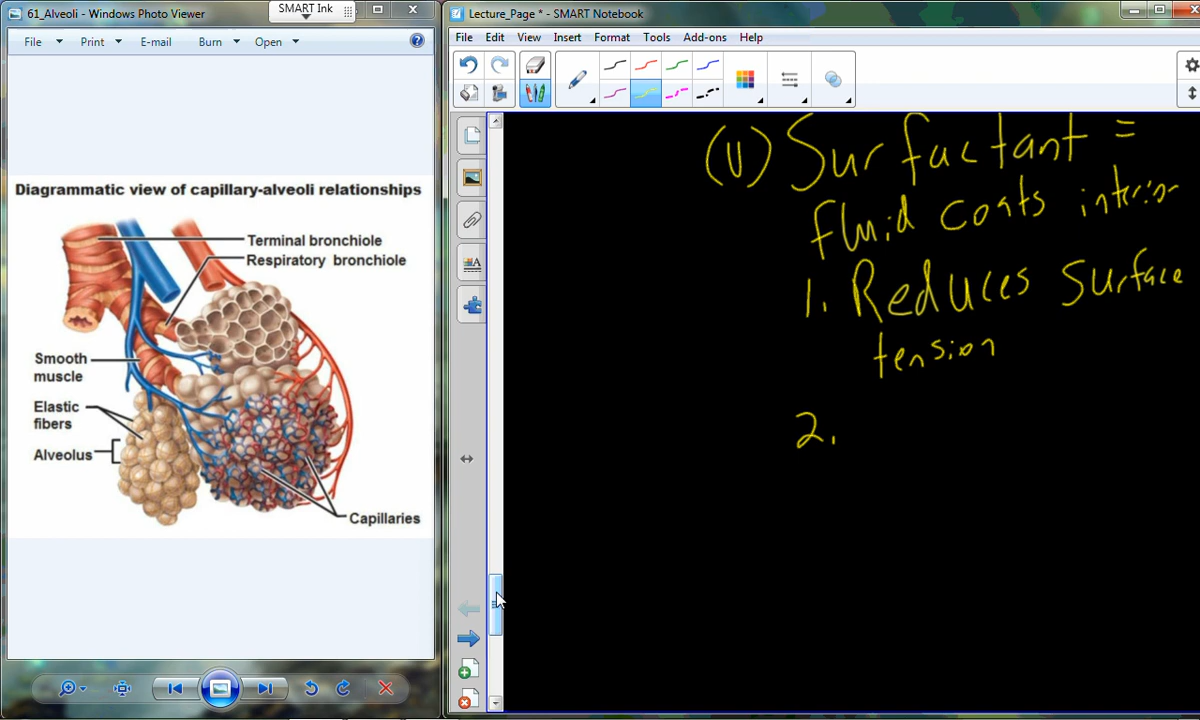 61_Alveoli - Windows Photo Viewer
SMART Ink
File Print E-mail Burn Open
Diagrammatic view of capillary-alveoli relationships
Terminal bronchiole
Respiratory bronchiole
Smooth
muscle
Elastic
fibers
Alveolus
Capillaries
Lecture_Page * - SMART Notebook
File Edit View Insert Format Tools Add-ons Help
Surfactant =
fluid coats
1. Reduces Surface
tension
2.